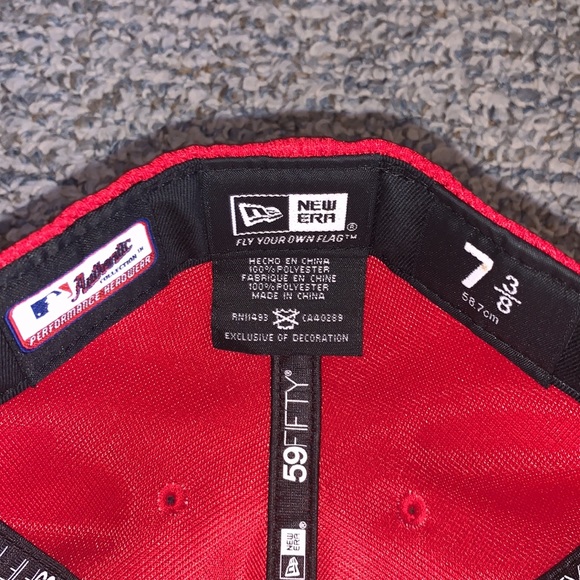 Authentic
COLLECTION
PERFORMANCE HEADWEAR
NEW
ERA®
FLY YOUR OWN FLAG™
HECHO EN CHINA
100% POLYESTER
FABRIQUE EN CHINE
100% POLYESTER
MADE IN CHINA
RN11493 CA40289
EXCLUSIVE OF DECORATION
7 3/8
58.7cm
59FIFTY®
NEW
ERA